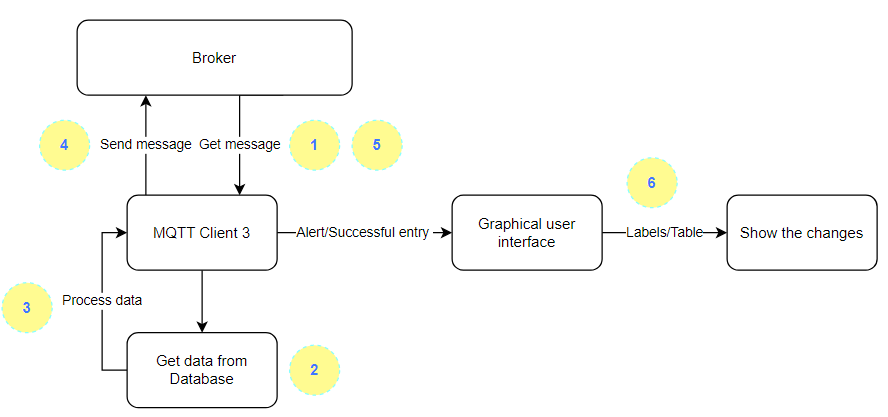 Broker
4
Send message
Get message
1
5
6
MQTT Client 3
Alert/Successful entry
Graphical user
interface
Labels/Table
Show the changes
3
Process data
Get data from
Database
2